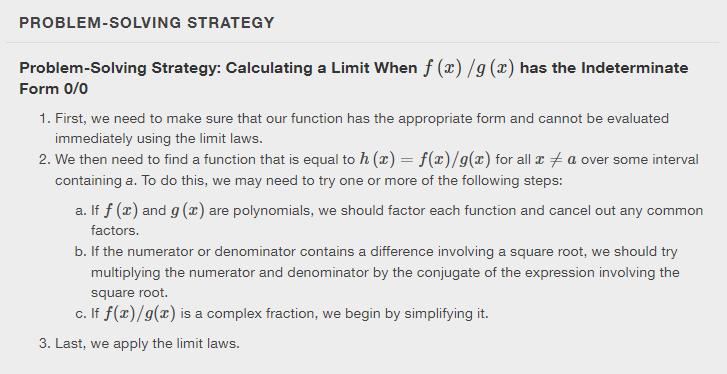 PROBLEM-SOLVING STRATEGY
Problem-Solving Strategy: Calculating a Limit When f (x) /g (x) has the Indeterminate
Form 0/0
1. First, we need to make sure that our function has the appropriate form and cannot be evaluated
immediately using the limit laws.
2. We then need to find a function that is equal to h (x) = f(x)/g(x) for all x ≠ a over some interval
containing a. To do this, we may need to try one or more of the following steps:
a. If f (x) and g (x) are polynomials, we should factor each function and cancel out any common
factors.
b. If the numerator or denominator contains a difference involving a square root, we should try
multiplying the numerator and denominator by the conjugate of the expression involving the
square root.
c. If f(x)/g(x) is a complex fraction, we begin by simplifying it.
3. Last, we apply the limit laws.